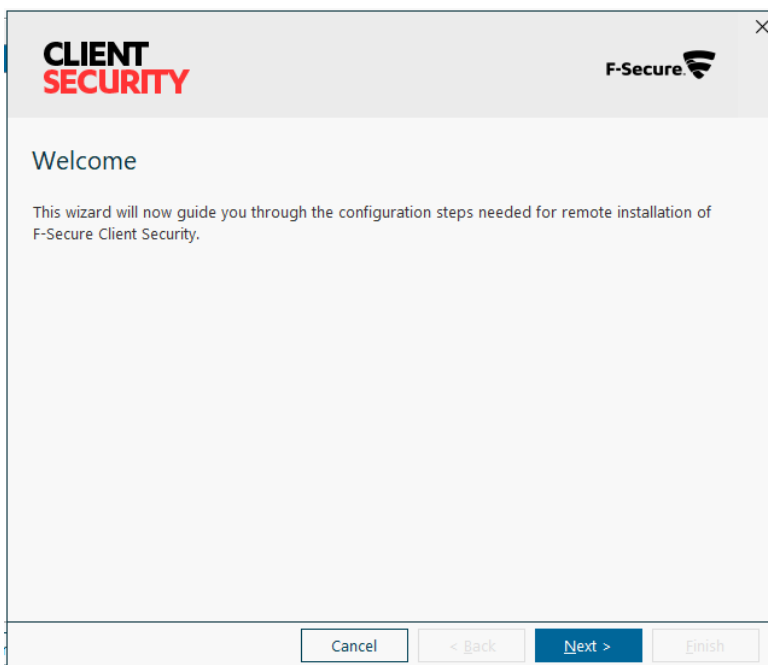 CLIENT
SECURITY
F-Secure.
Welcome
This wizard will now guide you through the configuration steps needed for remote installation of
F-Secure Client Security.
Cancel
< Back
Next >
Finish